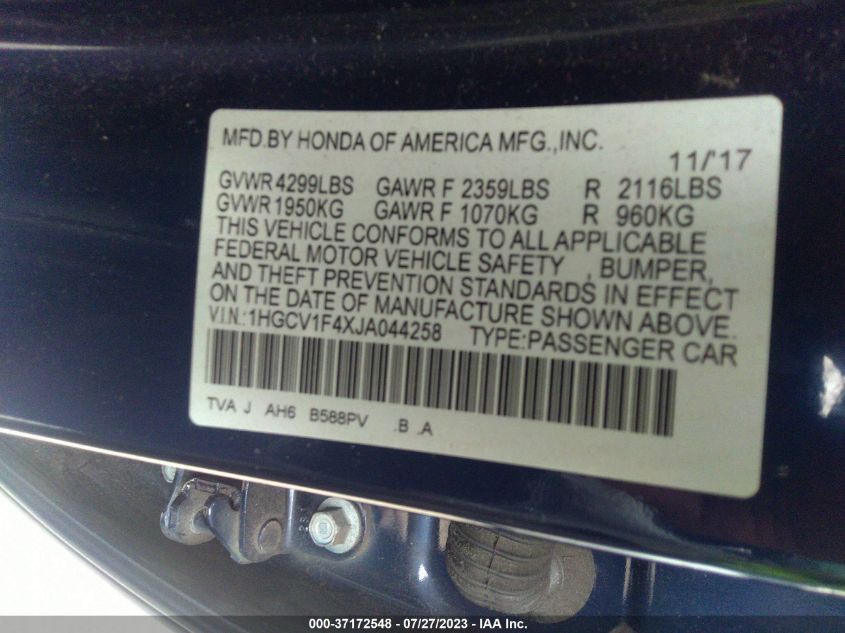 MFD.BY HONDA OF AMERICA MFG.,INC.
11/'17
GVWR 4299LBS GAWR F 2359LBS R 2116LBS
GVWR 1950KG GAWR F 1070KG R 960KG
THIS VEHICLE CONFORMS TO ALL APPLICABLE
FEDERAL MOTOR VEHICLE SAFETY , BUMPER,
AND THEFT PREVENTION STANDARDS IN EFFECT
ON THE DATE OF MANUFACTURE SHOWN ABOVE.
V.I.N.:1HGCV1F4XJA044258 TYPE:PASSENGER CAR
TVA J AH6 B588PV .B .A
000-37172548 - 07/27/2023 - IAA Inc.